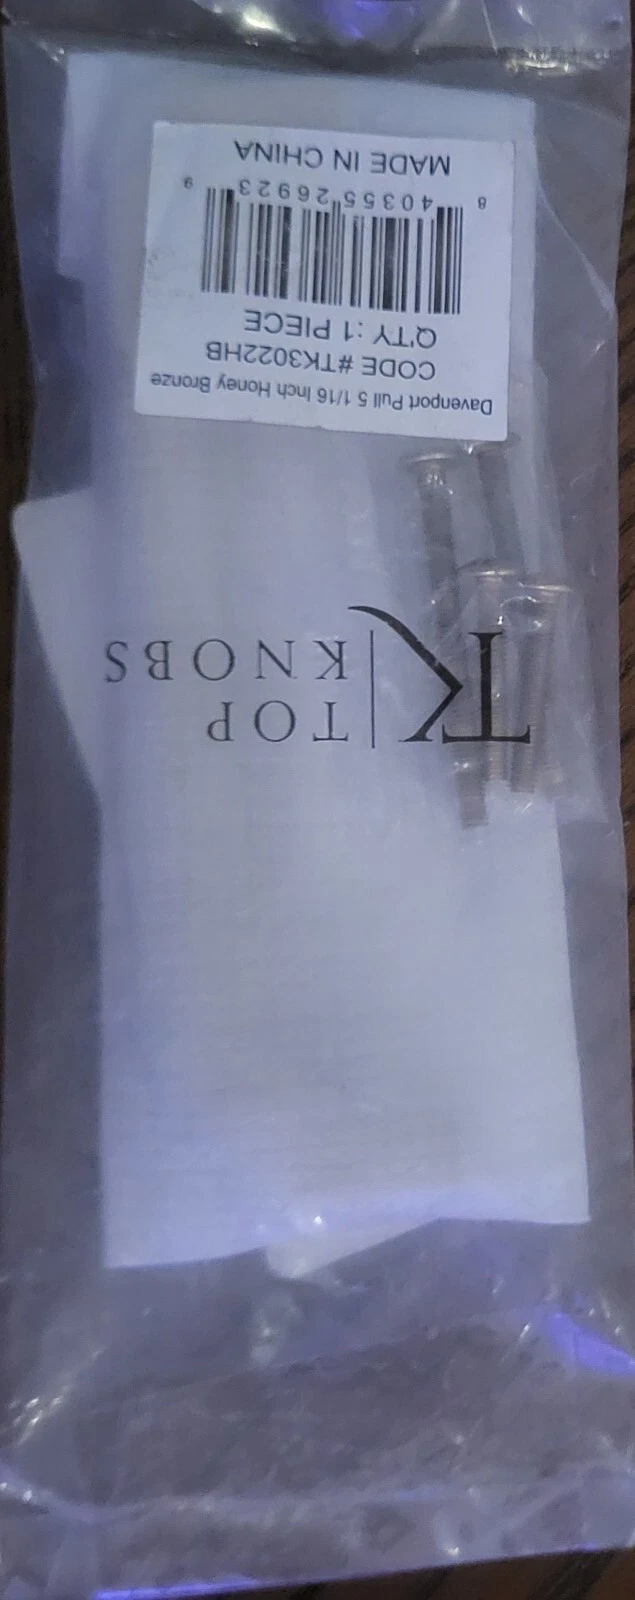 TK
TOP
KNOBS
Davenport Pull 5 1/16 Inch Honey Bronze
CODE #TK3022HB
Q'TY :1 PIECE
8 40355 26923 9
MADE IN CHINA